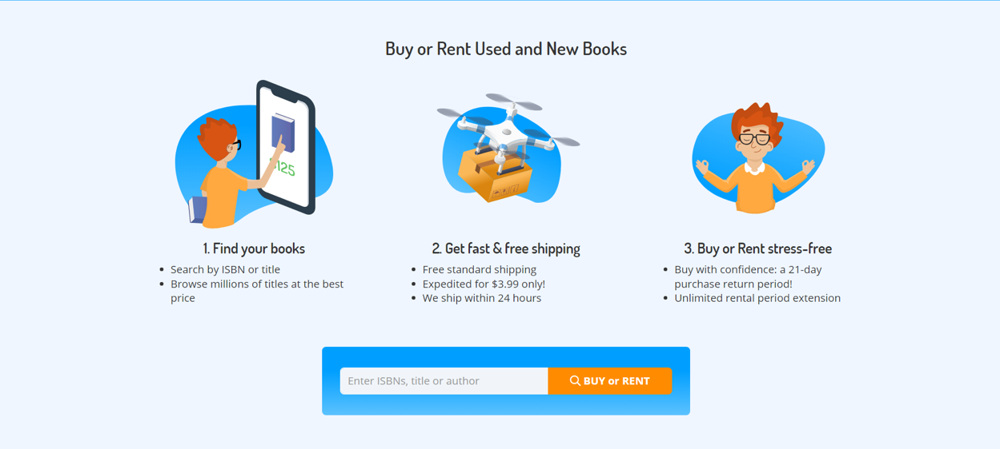 Buy or Rent Used and New Books
$125
1. Find your books
Search by ISBN or title
Browse millions of titles at the best
price
2. Get fast & free shipping
Free standard shipping
Expedited for $3.99 only!
We ship within 24 hours
3. Buy or Rent stress-free
Buy with confidence: a 21-day
purchase return period!
Unlimited rental period extension
Enter ISBNs, title or author
BUY or RENT